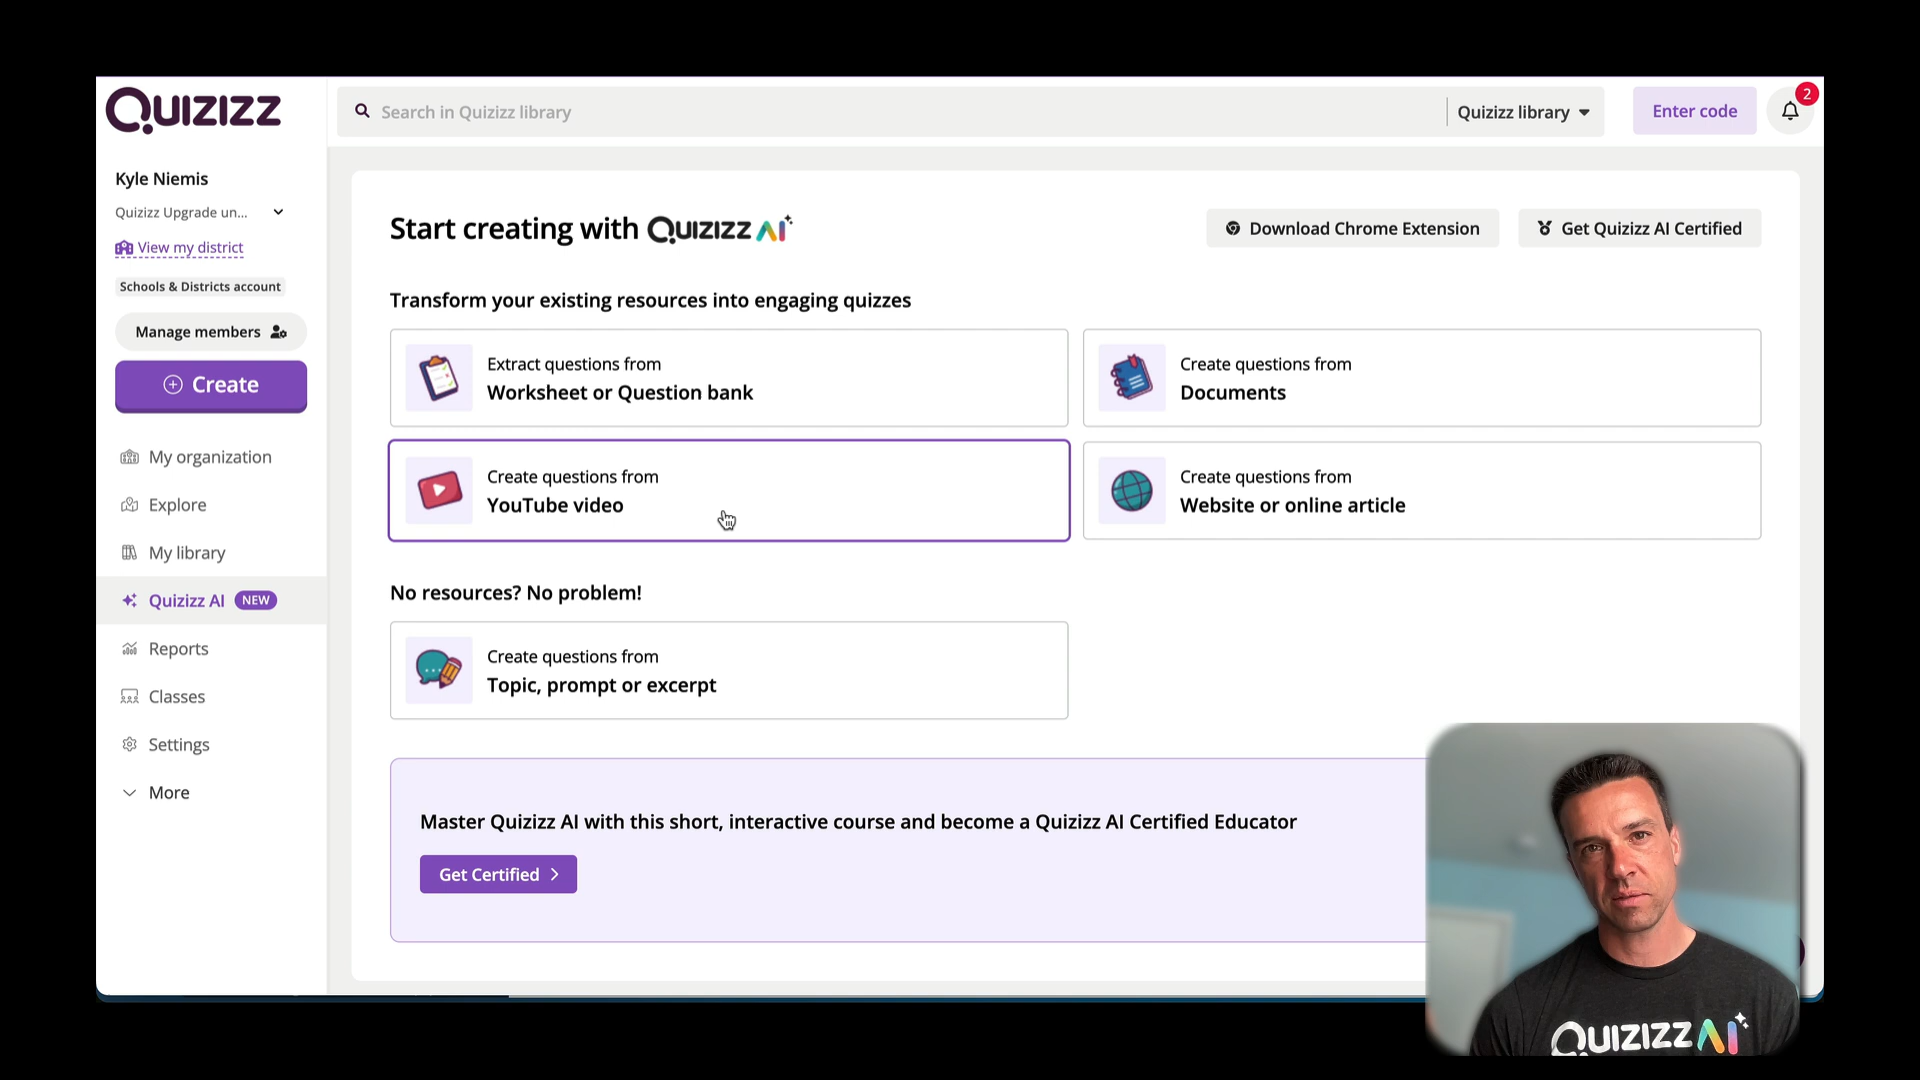 QUIZIZZ
Search in Quizizz library
Quizizz library
Enter code
2
Kyle Niemis
Quizizz Upgrade un...
View my district
Schools & Districts account
Manage members
Create
My organization
Explore
My library
Quizizz AI NEW
Reports
Classes
Settings
More
Start creating with QUIZIZZ AI
Download Chrome Extension
Get Quizizz AI Certified
Transform your existing resources into engaging quizzes
Extract questions from
Worksheet or Question bank
Create questions from
Documents
Create questions from
YouTube video
Create questions from
Website or online article
No resources? No problem!
Create questions from
Topic, prompt or excerpt
Master Quizizz AI with this short, interactive course and become a Quizizz AI Certified Educator
Get Certified
QUIZIZZ AI